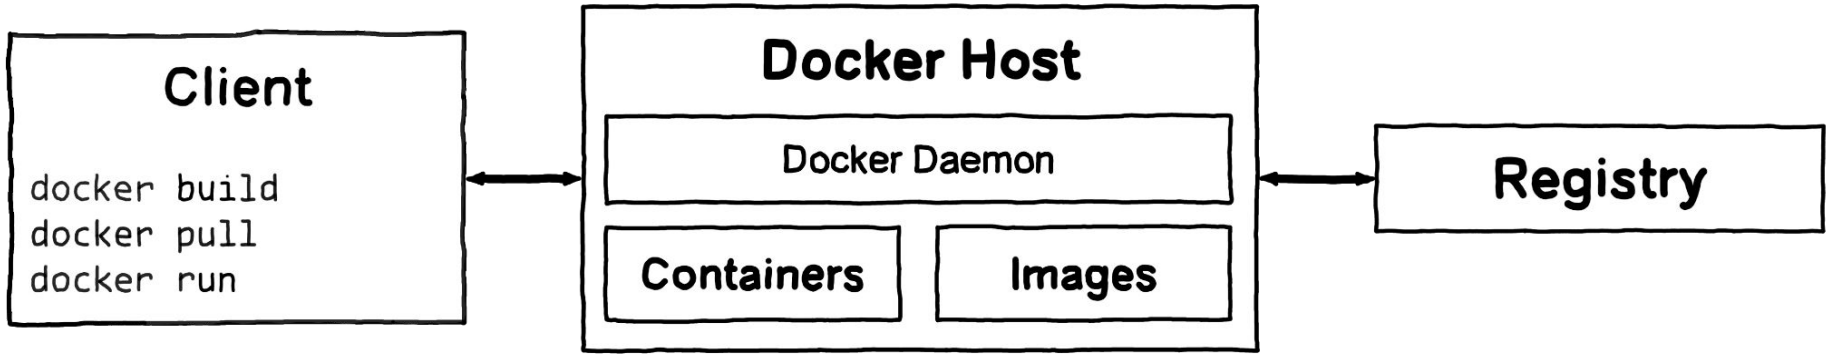 Client
docker build
docker pull
docker run
Docker Host
Docker Daemon
Containers
Images
Registry